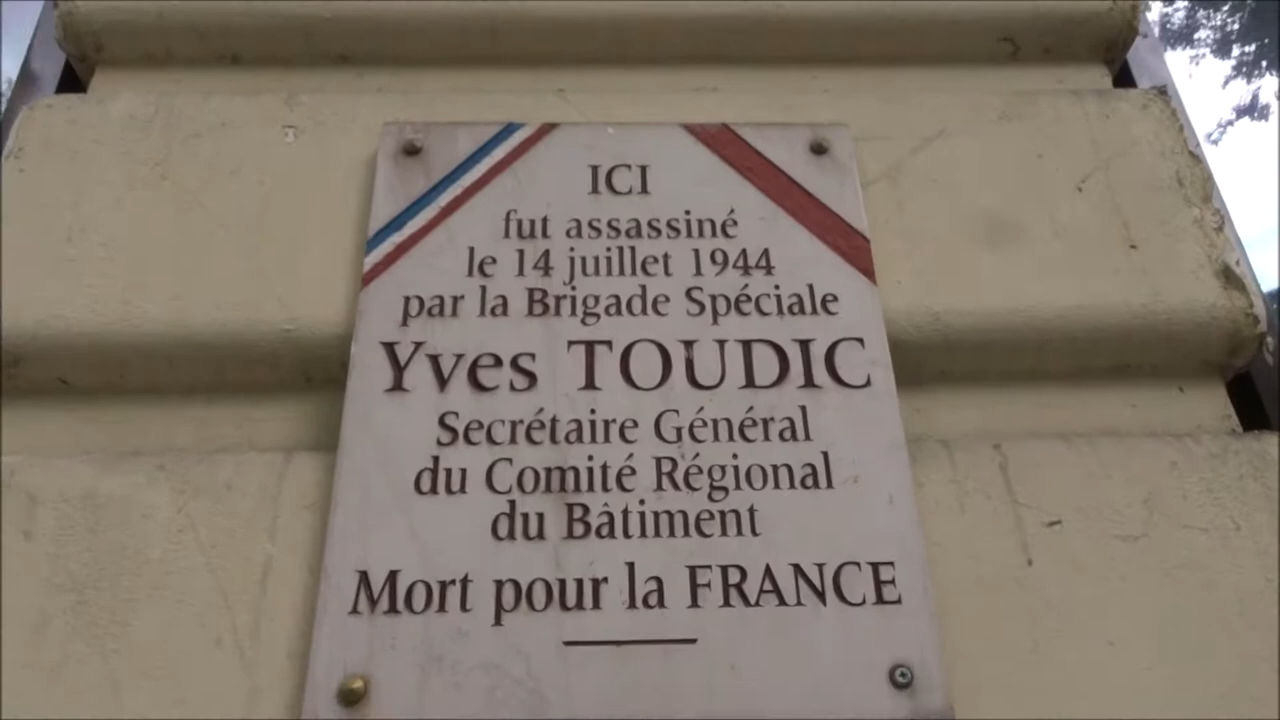 ICI
fut assassiné
le 14 juillet 1944
par la Brigade Spéciale
Yves TOUDIC
Secrétaire Général
du Comité Régional
du Bâtiment
Mort pour la FRANCE